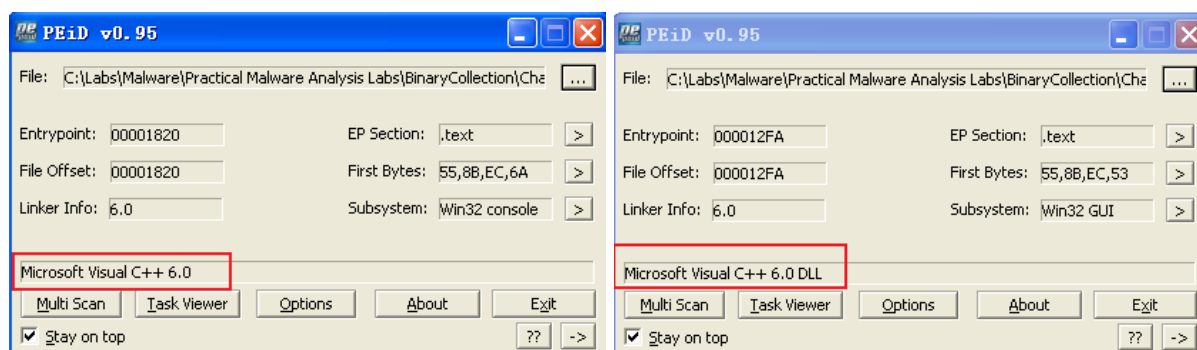 PEiD v0.95
File: C:\Labs\Malware\Practical Malware Analysis Labs\BinaryCollection\Cha ...
Entrypoint: 00001820 EP Section: .text >
File Offset: 00001820 First Bytes: 55,8B,EC,6A >
Linker Info: 6.0 Subsystem: Win32 console >
Microsoft Visual C++ 6.0
Multi Scan Task Viewer Options About Exit
Stay on top ?? ->
PEiD v0.95
File: C:\Labs\Malware\Practical Malware Analysis Labs\BinaryCollection\Cha ...
Entrypoint: 000012FA EP Section: .text >
File Offset: 000012FA First Bytes: 55,8B,EC,53 >
Linker Info: 6.0 Subsystem: Win32 GUI >
Microsoft Visual C++ 6.0 DLL
Multi Scan Task Viewer Options About Exit
Stay on top ?? ->